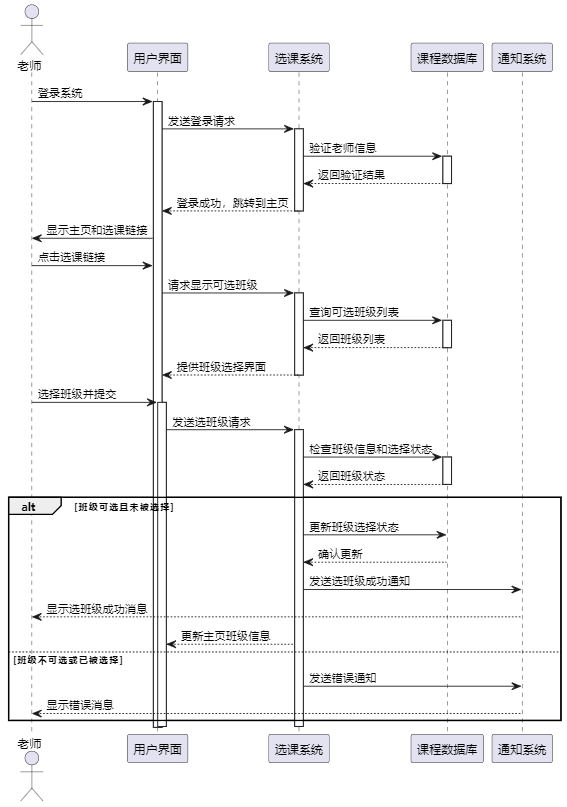 老师
用户界面 选课系统 课程数据库 通知系统
登录系统
发送登录请求
验证老师信息
返回验证结果
登录成功，跳转到主页
显示主页和选课链接
点击选课链接
请求显示可选班级
查询可选班级列表
返回班级列表
提供班级选择界面
选择班级并提交
发送选班级请求
检查班级信息和选择状态
返回班级状态
alt [班级可选且未被选择]
更新班级选择状态
确认更新
发送选班级成功通知
显示选班级成功消息
更新主页班级信息
[班级不可选或已被选择]
发送错误通知
显示错误消息
老师
用户界面 选课系统 课程数据库 通知系统